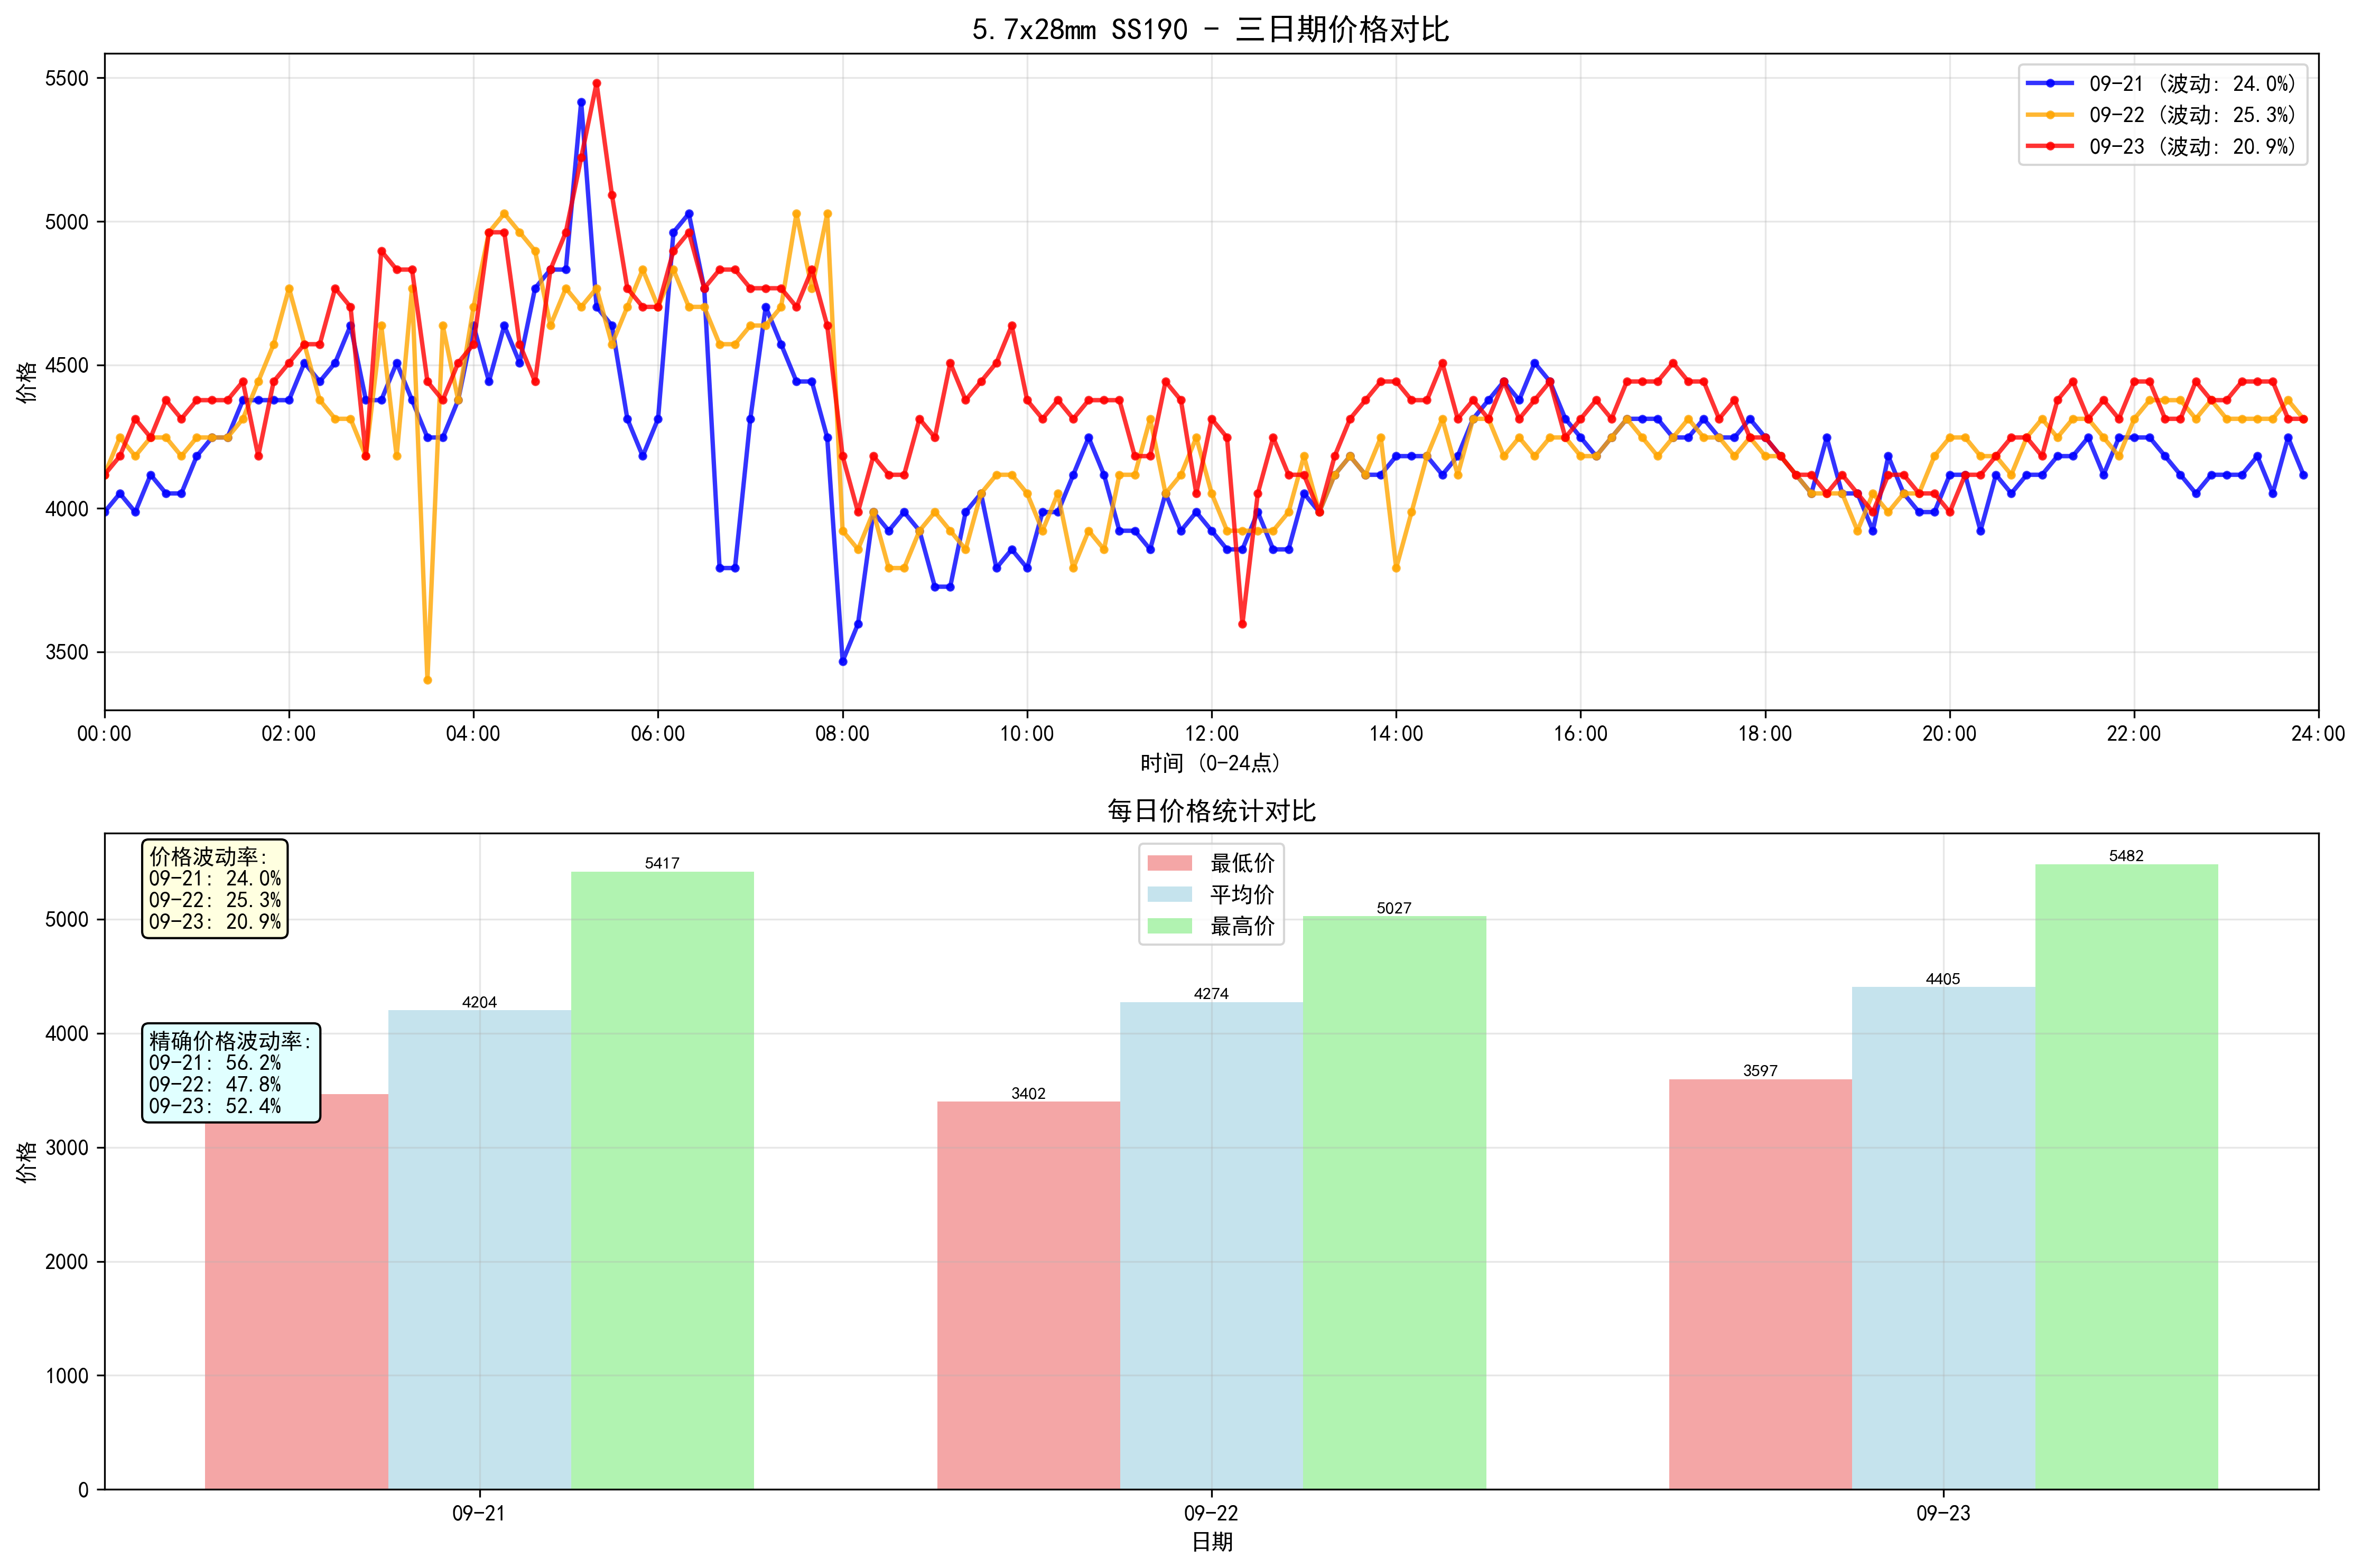 5.7x28mm SS190 - 三日期价格对比
5500
5000
4500
4000
3500
价格
09-21 (波动: 24.0%)
09-22 (波动: 25.3%)
09-23 (波动: 20.9%)
00:00 02:00 04:00 06:00 08:00 10:00 12:00 14:00 16:00 18:00 20:00 22:00 24:00
时间 (0-24点)
每日价格统计对比
5000
4000
3000
2000
1000
0
价格
价格波动率:
09-21: 24.0%
09-22: 25.3%
09-23: 20.9%
精确价格波动率:
09-21: 56.2%
09-22: 47.8%
09-23: 52.4%
最低价
平均价
最高价
4204
5417
3402
4274
5027
3597
4405
5482
09-21 09-22 09-23
日期